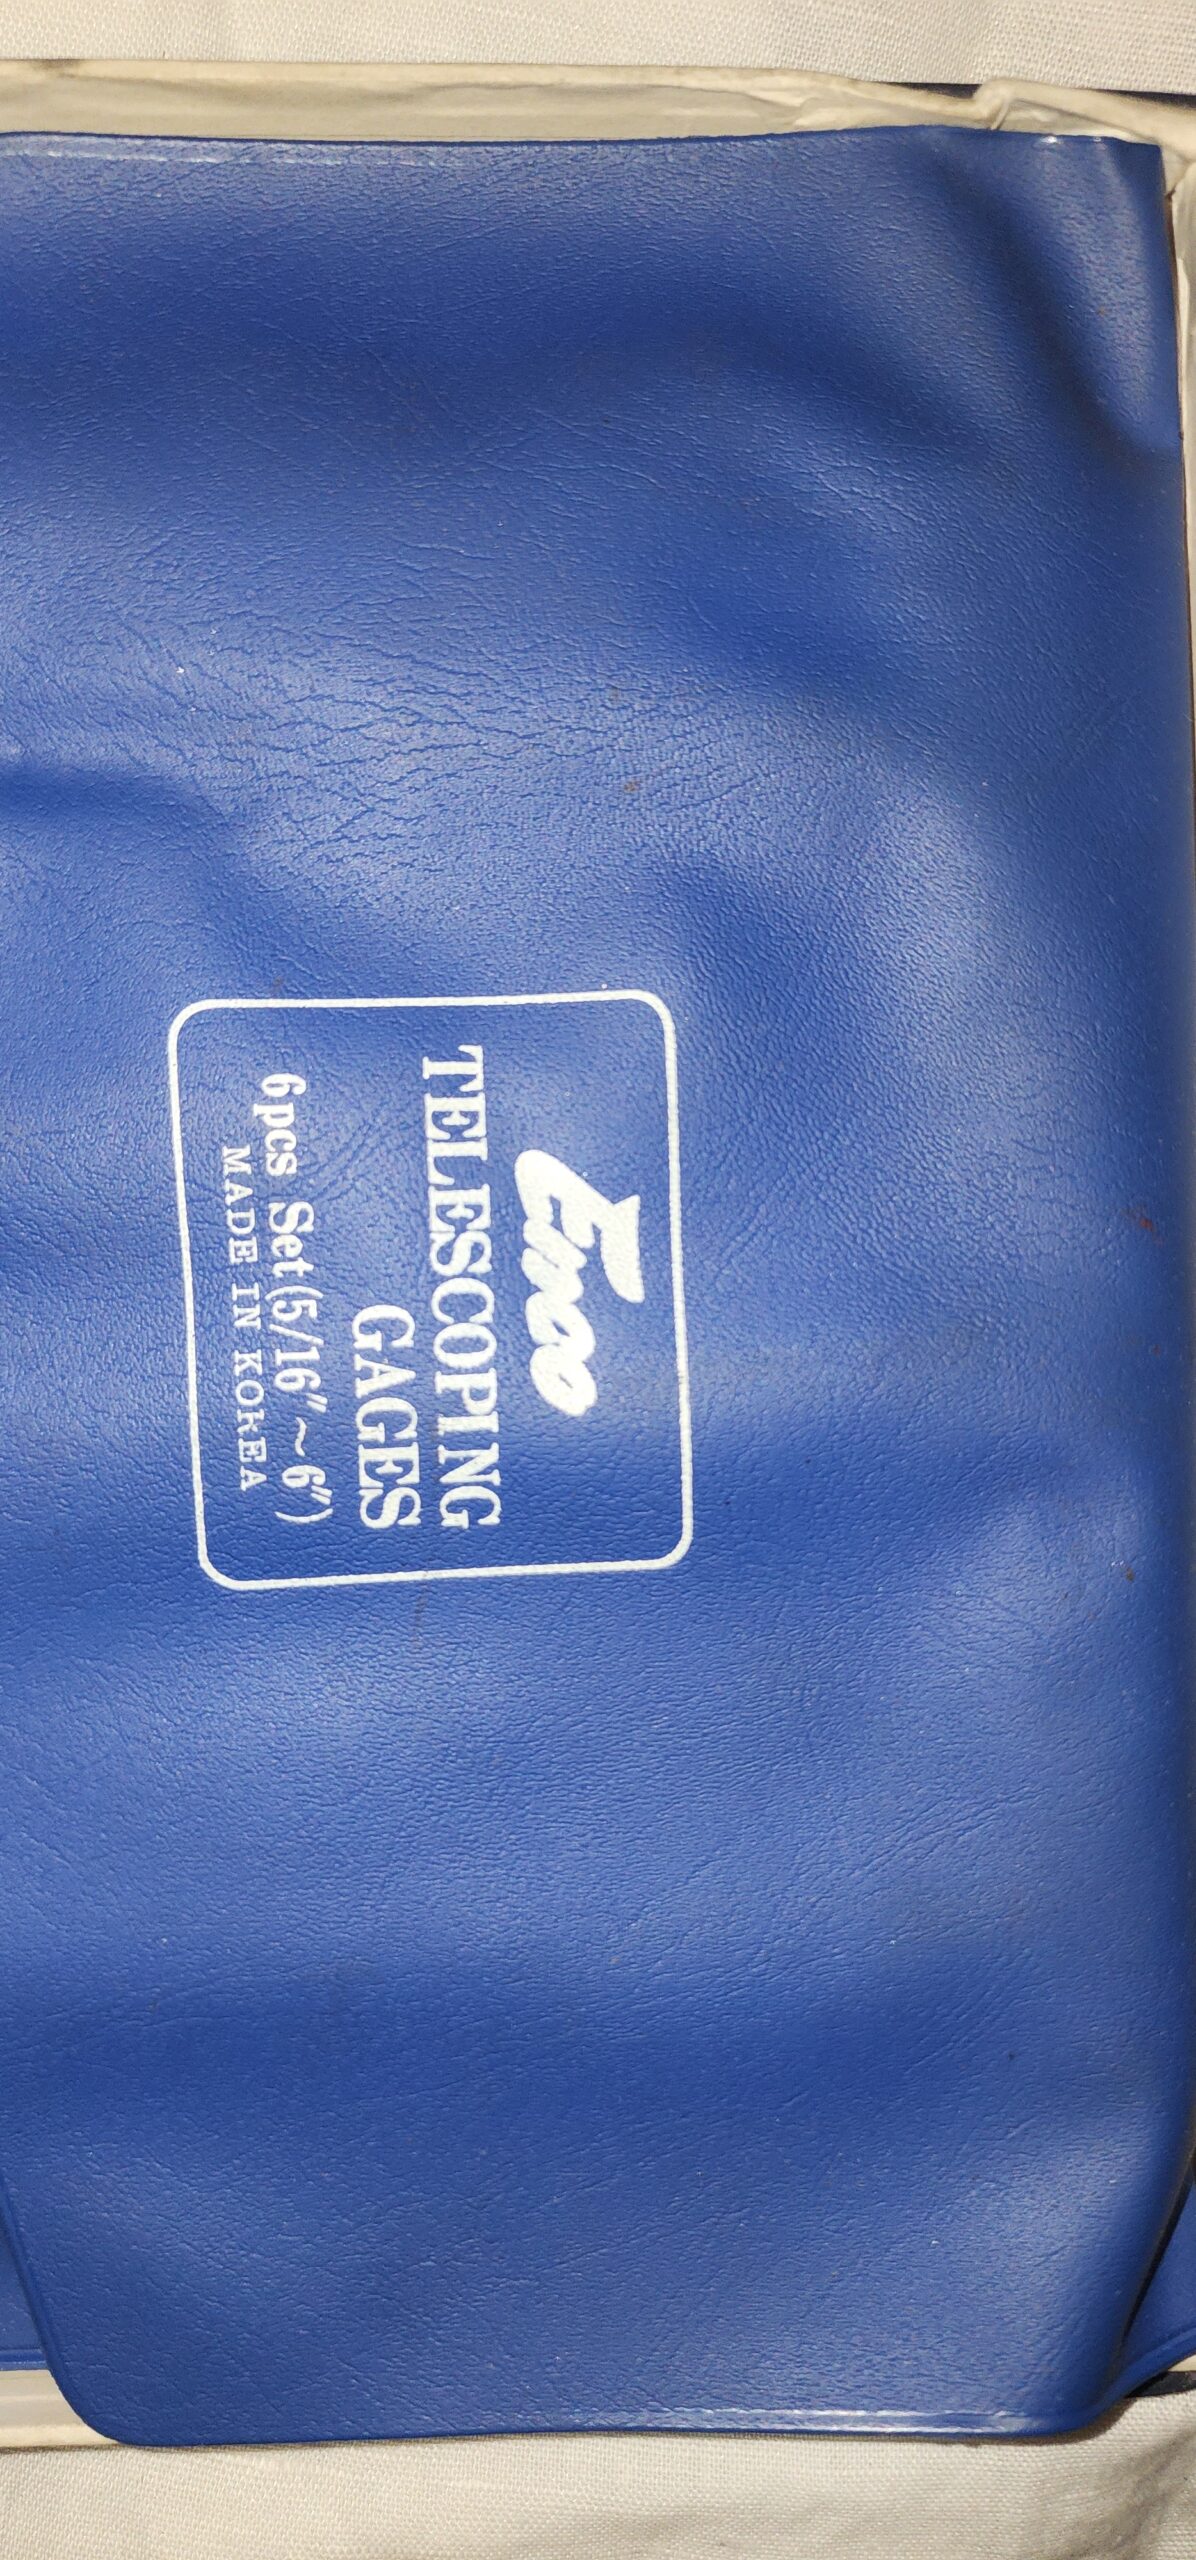 Enco
TELESCOPING
GAGES
6pcs Set(5/16"~6")
MADE IN KOREA